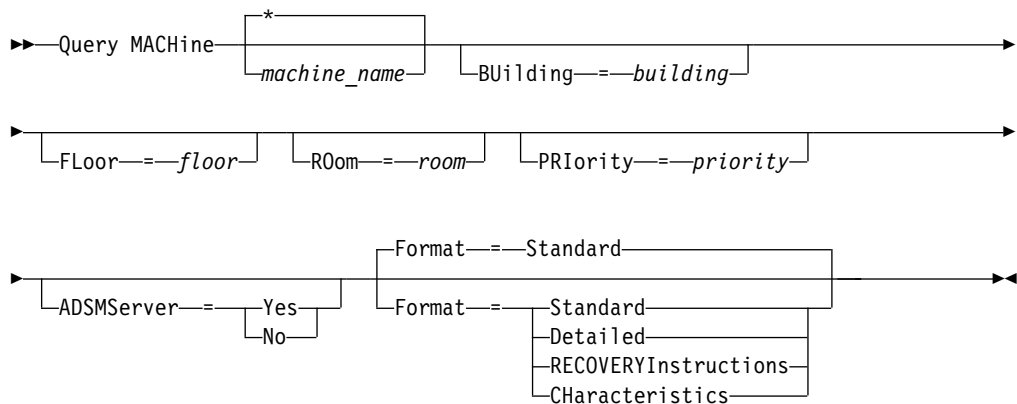 *
Query MACHine
machine_name
BUilding = building
FLoor = floor
ROom = room
PRIority = priority
Format = Standard
ADSMServer = Yes
No
Format = Standard
Detailed
RECOVERYInstructions
CHaracteristics